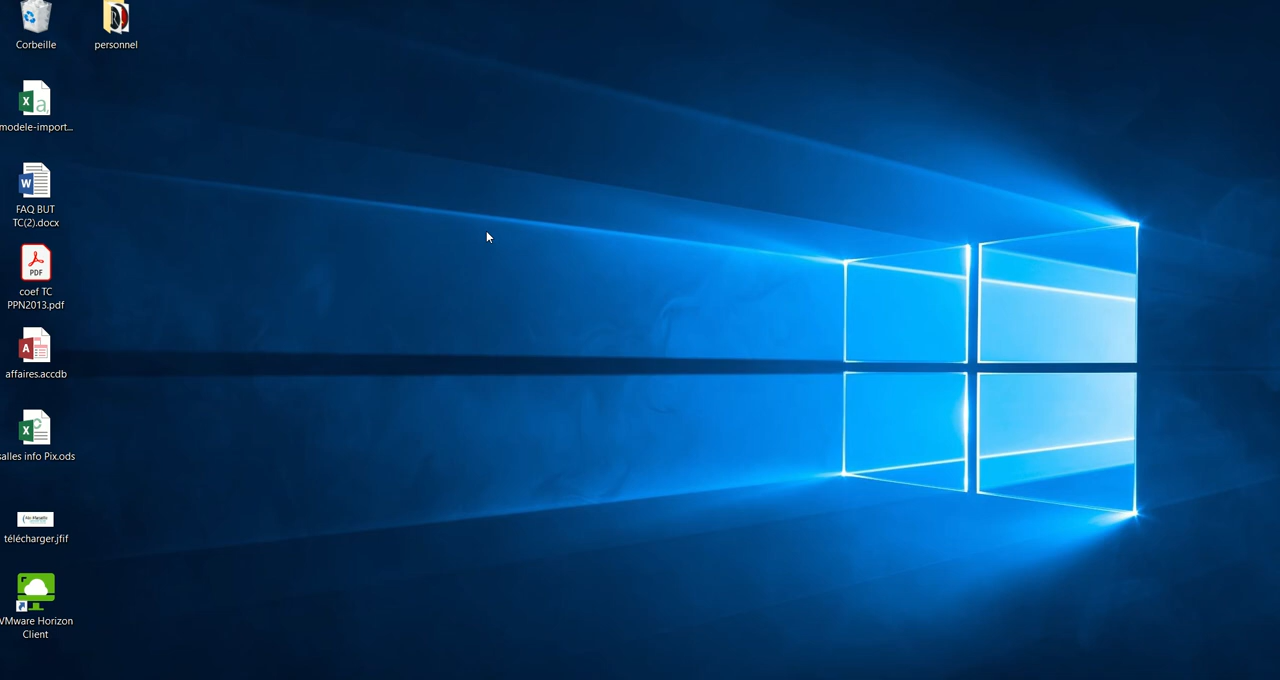 Corbeille
personnel
modele-import...
FAQ BUT
TC(2).docx
PDF
coef TC
PPN2013.pdf
affaires.accdb
salles info Pix.ods
télécharger.jfif
VMware Horizon
Client